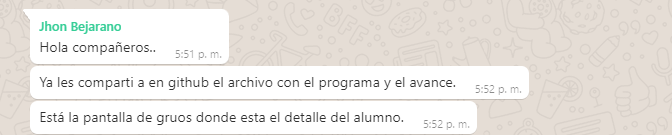 Jhon Bejarano
Hola compañeros..
5:51 p. m.
Ya les comparti a en github el archivo con el programa y el avance.
5:52 p. m.
Está la pantalla de gruos donde esta el detalle del alumno.
5:52 p. m.